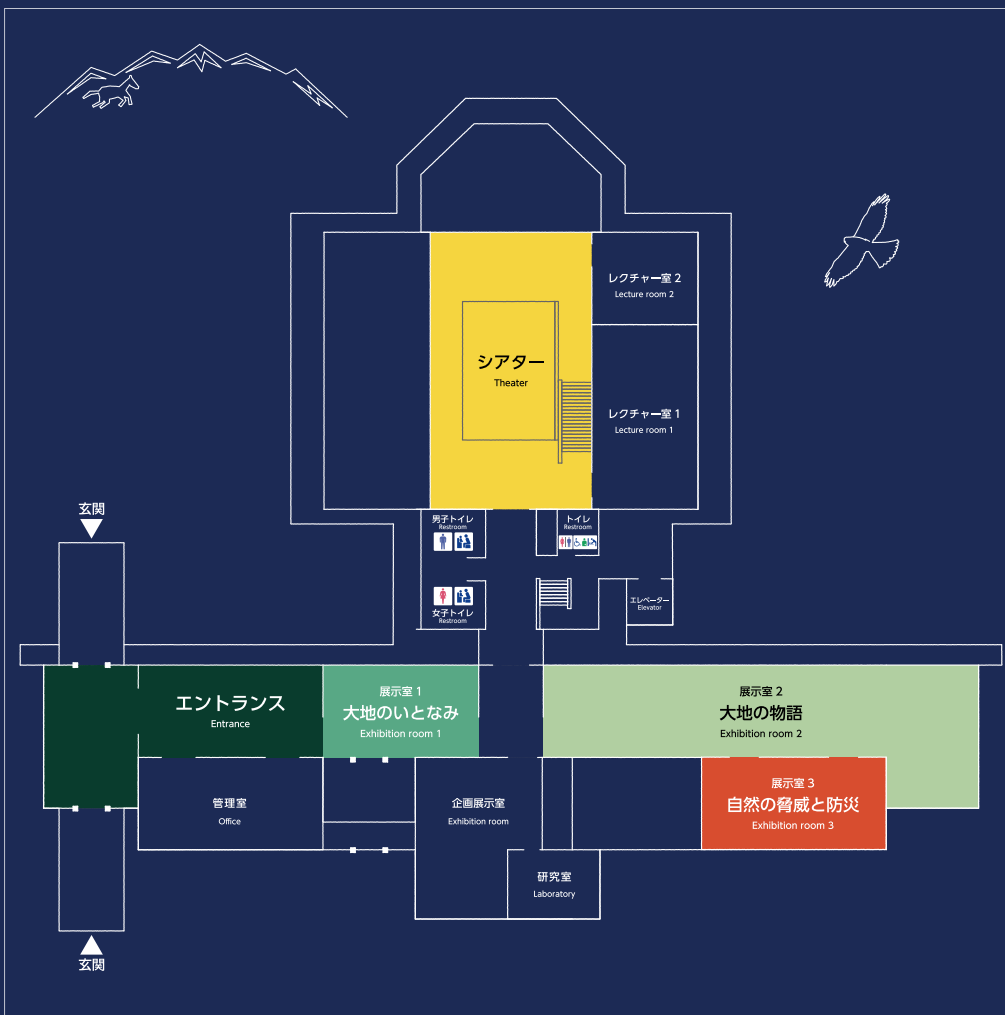 レクチャー室 2
Lecture room 2
シアター
Theater
レクチャー室 1
Lecture room 1
玄関
男子トイレ
Restroom
トイレ
Restroom
女子トイレ
Restroom
エレベーター
Elevator
エントランス
Entrance
展示室 1
大地のいとなみ
Exhibition room 1
展示室 2
大地の物語
Exhibition room 2
管理室
Office
企画展示室
Exhibition room
展示室 3
自然の脅威と防災
Exhibition room 3
研究室
Laboratory
玄関